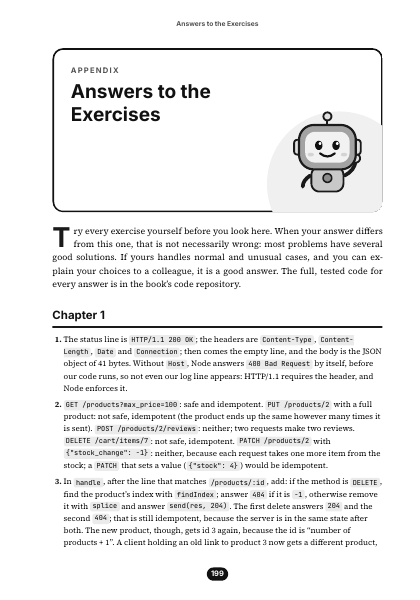 Answers to the Exercises
APPENDIX
Answers to the
Exercises
Try every exercise yourself before you look here. When your answer differs
from this one, that is not necessarily wrong: most problems have several
good solutions. If yours handles normal and unusual cases, and you can ex-
plain your choices to a colleague, it is a good answer. The full, tested code for
every answer is in the book's code repository.
Chapter 1
1. The status line is HTTP/1.1 200 OK; the headers are Content-Type, Content-
Length, Date and Connection; then comes the empty line, and the body is the JSON
object of 41 bytes. Without Host, Node answers 400 Bad Request by itself, before
our code runs, so not even our log line appears: HTTP/1.1 requires the header, and
Node enforces it.
2. GET /products?max_price=100: safe and idempotent. PUT /products/2 with a full
product: not safe, idempotent (the product ends up the same however many times it
is sent). POST /products/2/reviews: neither; two requests make two reviews.
DELETE /cart/items/7: not safe, idempotent. PATCH /products/2 with
{"stock_change": -1}: neither, because each request takes one more item from the
stock; a PATCH that sets a value ({"stock": 4}) would be idempotent.
3. In handle, after the line that matches /products/:id, add: if the method is DELETE,
find the product's index with findIndex; answer 404 if it is -1, otherwise remove
it with splice and answer send(res, 204). The first delete answers 204 and the
second 404; that is still idempotent, because the server is in the same state after
both. The new product, though, gets id 3 again, because the id is "number of
products + 1". A client holding an old link to product 3 now gets a different product,
199